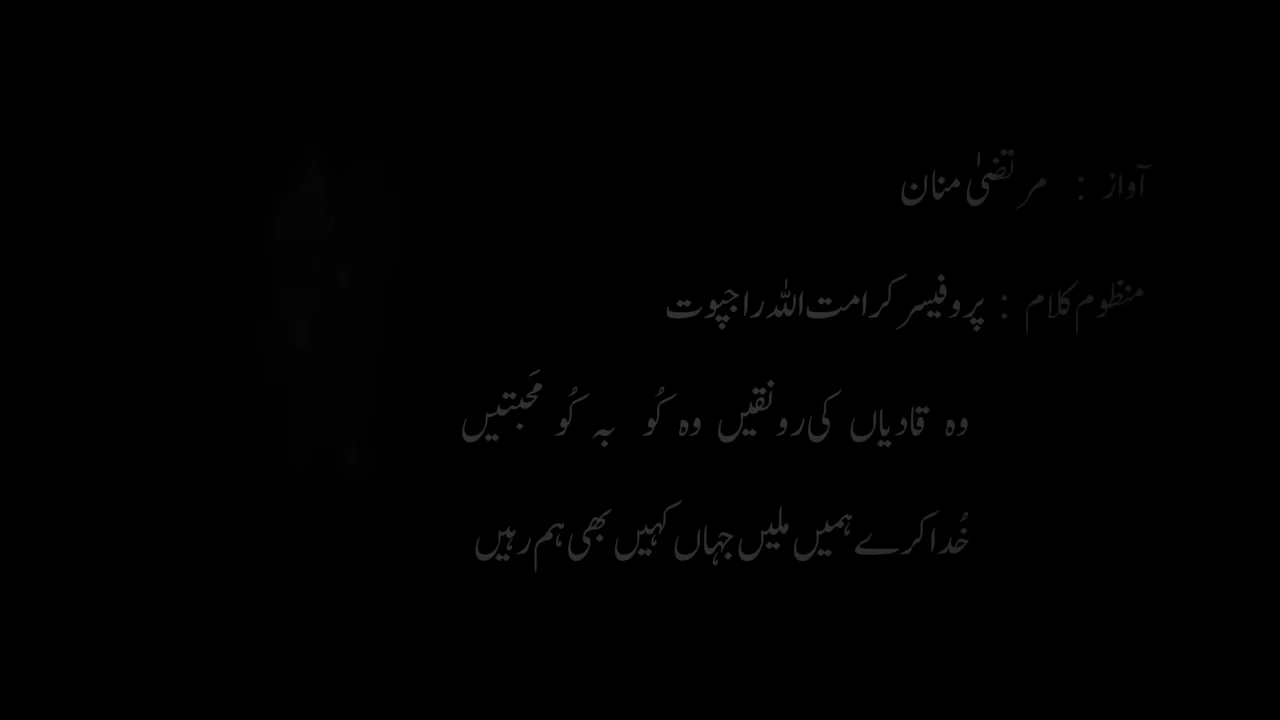 آواز : مرتضیٰ منان
منظوم کلام : پروفیسر کرامت اللہ راجپوت
وہ قادیاں کی رونقیں وہ کُو بہ کُو مَحبتیں
خُدا کرے ہمیں ملیں جہاں کہیں بھی ہم رہیں